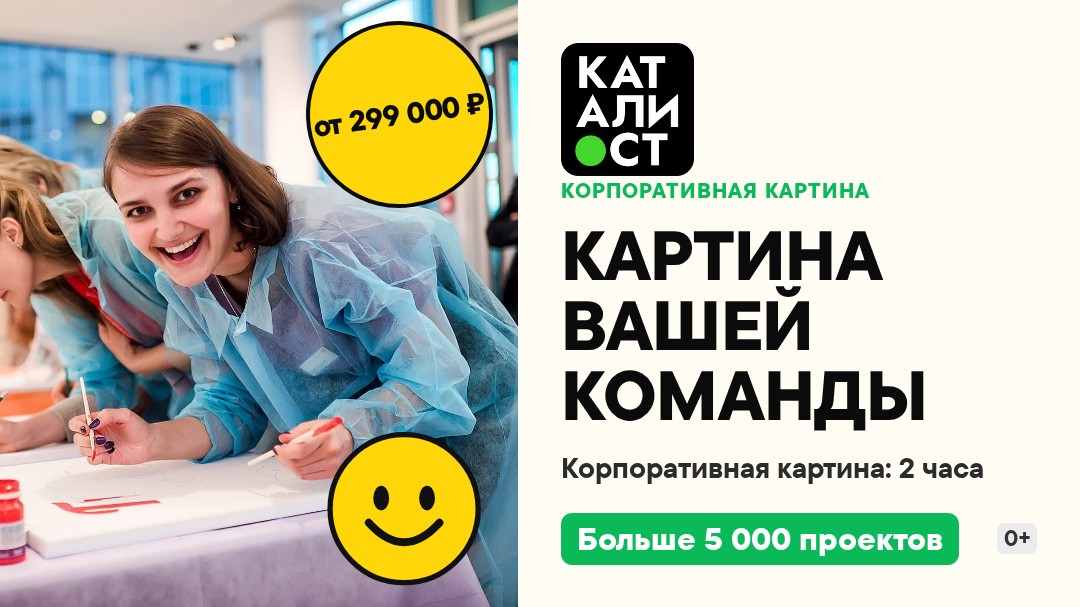 от 299 000 ₽
КАТ
АЛИ
СТ
КОРПОРАТИВНАЯ КАРТИНА
КАРТИНА
ВАШЕЙ
КОМАНДЫ
Корпоративная картина: 2 часа
Больше 5 000 проектов
0+